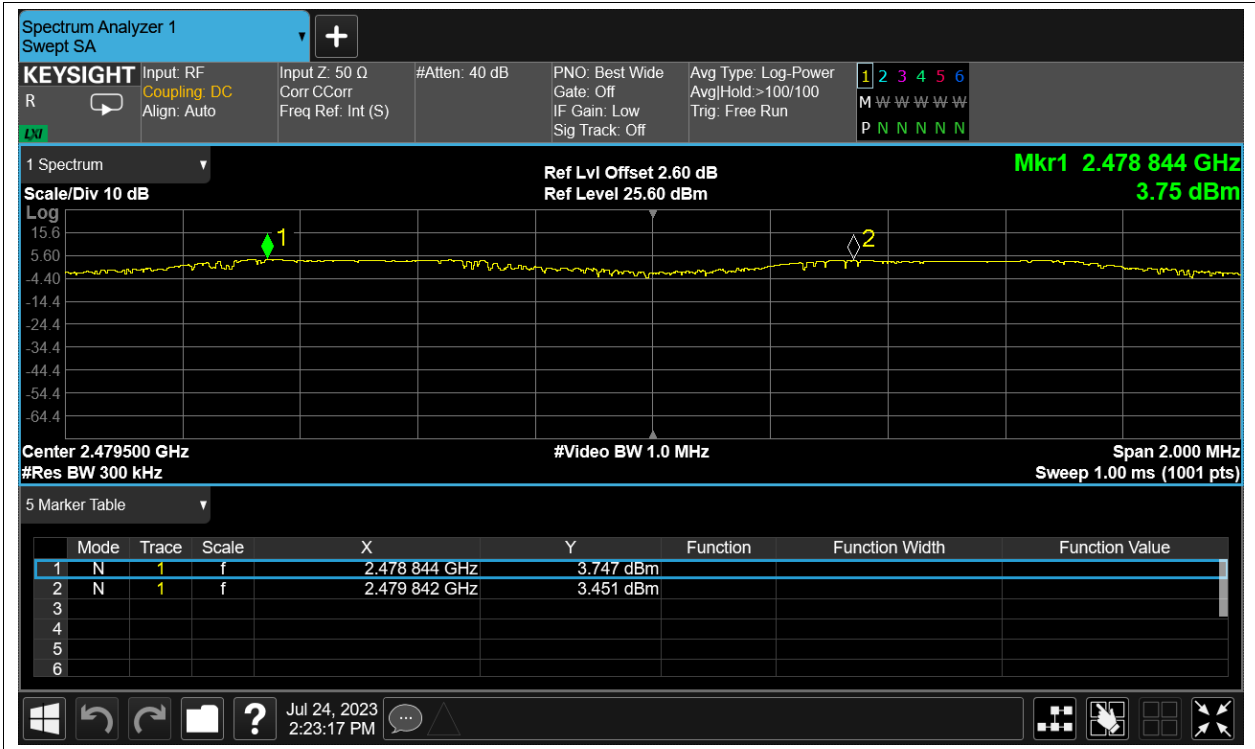 Spectrum Analyzer 1
Swept SA
KEYSIGHT Input: RF Input Z: 50 Ω #Atten: 40 dB PNO: Best Wide Avg Type: Log-Power 1 2 3 4 5 6
R Coupling: DC Corr CCorr Gate: Off Avg|Hold:>100/100 M W W W W W W
Align: Auto Freq Ref: Int (S) IF Gain: Low Trig: Free Run
LXI Sig Track: Off P N N N N N N
1 Spectrum Ref Lvl Offset 2.60 dB Mkr1 2.478 844 GHz
Scale/Div 10 dB Ref Level 25.60 dBm 3.75 dBm
Log
15.6
1 2
5.60
-4.40
-14.4
-24.4
-34.4
-44.4
-54.4
-64.4
Center 2.479500 GHz #Video BW 1.0 MHz Span 2.000 MHz
#Res BW 300 kHz Sweep 1.00 ms (1001 pts)
5 Marker Table
Mode Trace Scale X Y Function Function Width Function Value
1 N 1 f 2.478 844 GHz 3.747 dBm
2 N 1 f 2.479 842 GHz 3.451 dBm
3
4
5
6
? Jul 24, 2023
2:23:17 PM